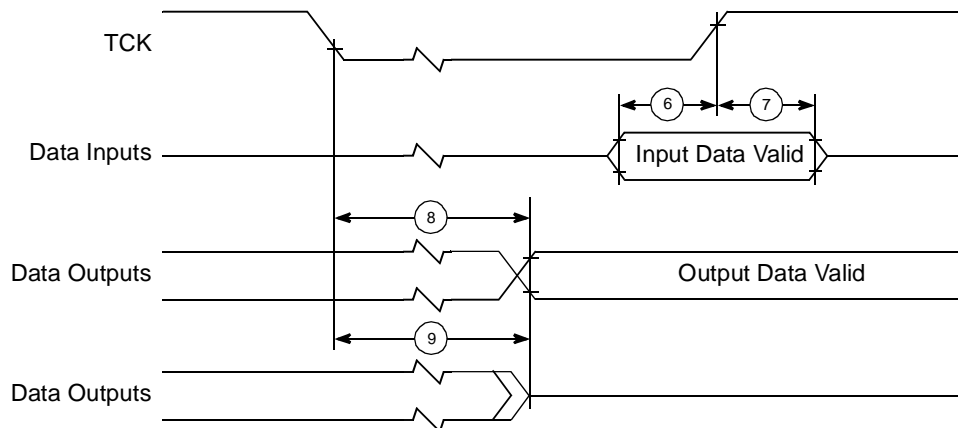 TCK
6
7
Data Inputs
Input Data Valid
8
Data Outputs
Output Data Valid
9
Data Outputs